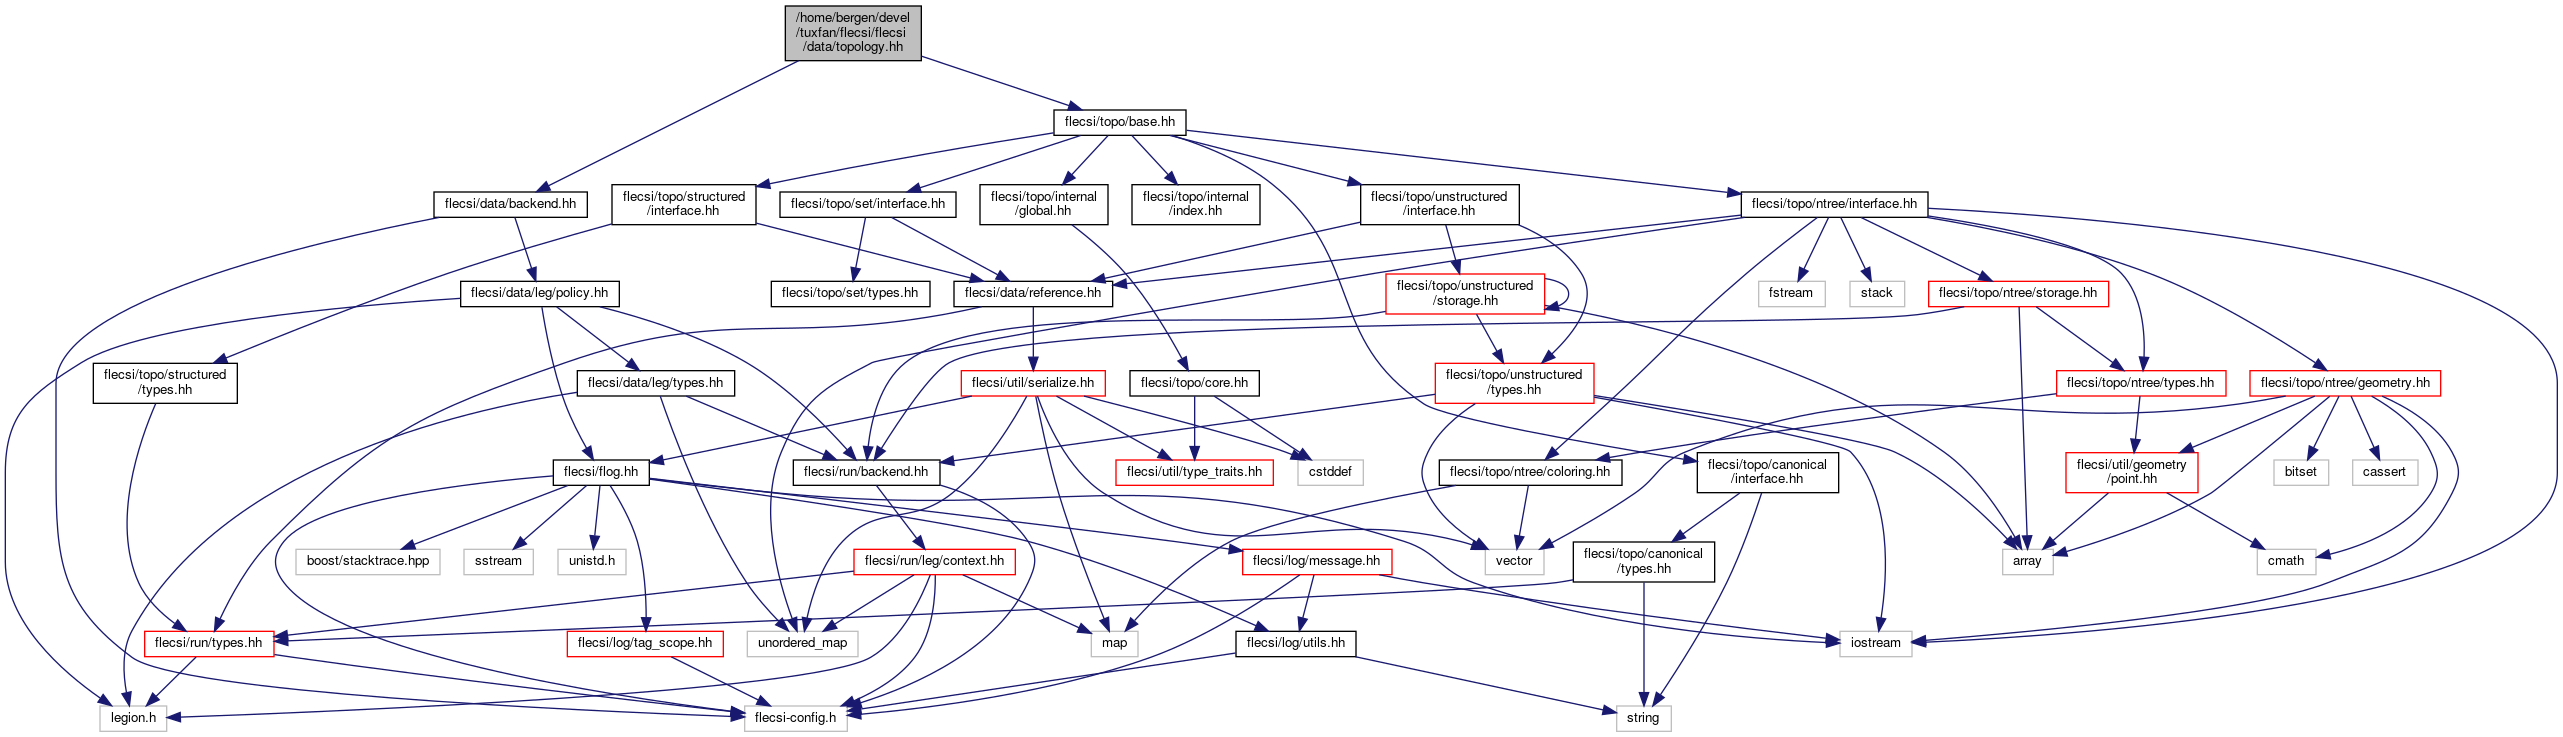 /home/bergen/devel
/tuxfan/flecsi/flecsi
/data/topology.hh
flecsi/topo/base.hh
flecsi/data/backend.hh
flecsi/topo/structured
/interface.hh
flecsi/topo/set/interface.hh
flecsi/topo/internal
/global.hh
flecsi/topo/internal
/index.hh
flecsi/topo/unstructured
/interface.hh
flecsi/topo/ntree/interface.hh
flecsi/data/leg/policy.hh
flecsi/topo/set/types.hh
flecsi/data/reference.hh
flecsi/topo/unstructured
/storage.hh
fstream
stack
flecsi/topo/ntree/storage.hh
flecsi/topo/structured
/types.hh
flecsi/data/leg/types.hh
flecsi/util/serialize.hh
flecsi/topo/core.hh
flecsi/topo/unstructured
/types.hh
flecsi/topo/ntree/types.hh
flecsi/topo/ntree/geometry.hh
flecsi/flog.hh
flecsi/run/backend.hh
flecsi/util/type_traits.hh
cstddef
flecsi/topo/ntree/coloring.hh
flecsi/topo/canonical
/interface.hh
flecsi/util/geometry
/point.hh
bitset
cassert
boost/stacktrace.hpp
sstream
unistd.h
flecsi/run/leg/context.hh
flecsi/log/message.hh
vector
flecsi/topo/canonical
/types.hh
array
cmath
flecsi/run/types.hh
flecsi/log/tag_scope.hh
unordered_map
map
flecsi/log/utils.hh
iostream
legion.h
flecsi-config.h
string